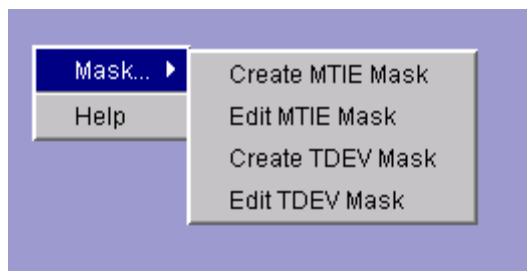 Mask...
Help
Create MTIE Mask
Edit MTIE Mask
Create TDEV Mask
Edit TDEV Mask